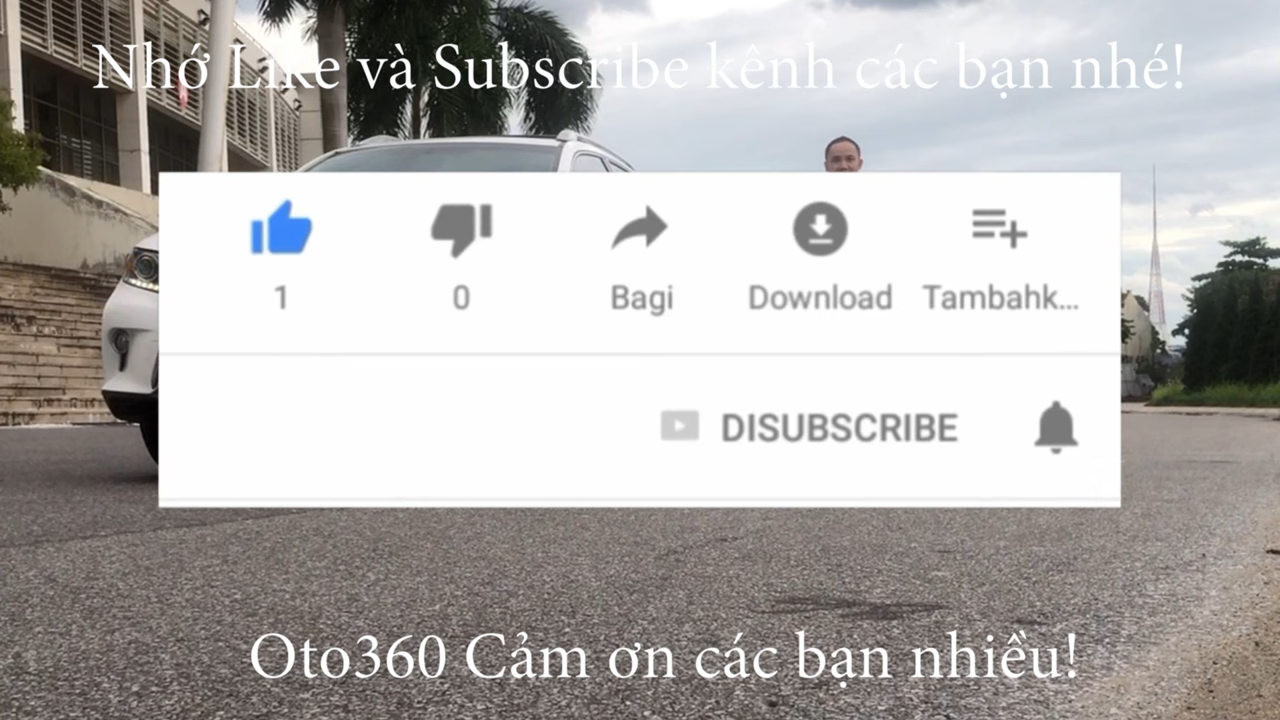 Nhớ Like và Subscribe kênh các bạn nhé!
1 0 Bagi Download Tambahk...
DISUBSCRIBE
Oto360 Cảm ơn các bạn nhiều!